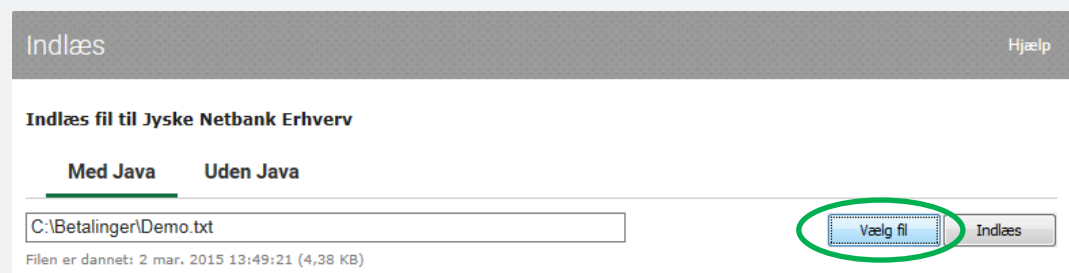 Indlæs
Hjælp
Indlæs fil til Jyske Netbank Erhverv
Med Java Uden Java
C:\Betalinger\Demo.txt Vælg fil Indlæs
Filen er dannet: 2 mar. 2015 13:49:21 (4,38 KB)